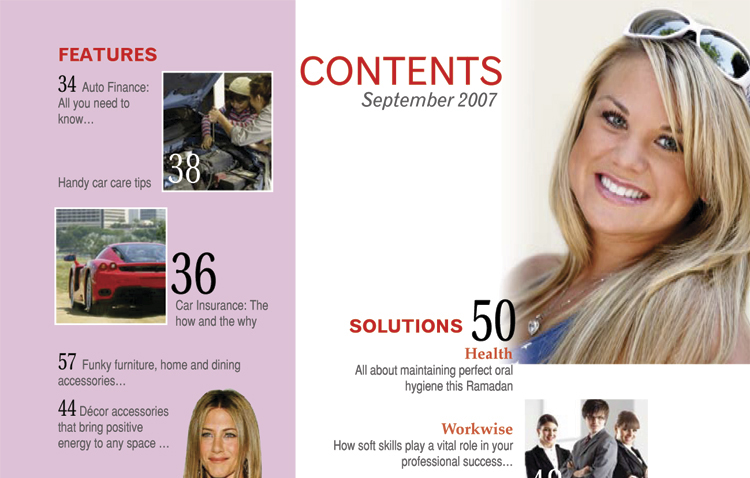 FEATURES
34 Auto Finance:
All you need to
know…
38
Handy car care tips
36
Car Insurance: The
how and the why
57 Funky furniture, home and dining
accessories…
44 Décor accessories
that bring positive
energy to any space ...
CONTENTS
September 2007
SOLUTIONS 50
Health
All about maintaining perfect oral
hygiene this Ramadan
Workwise
How soft skills play a vital role in your
professional success…